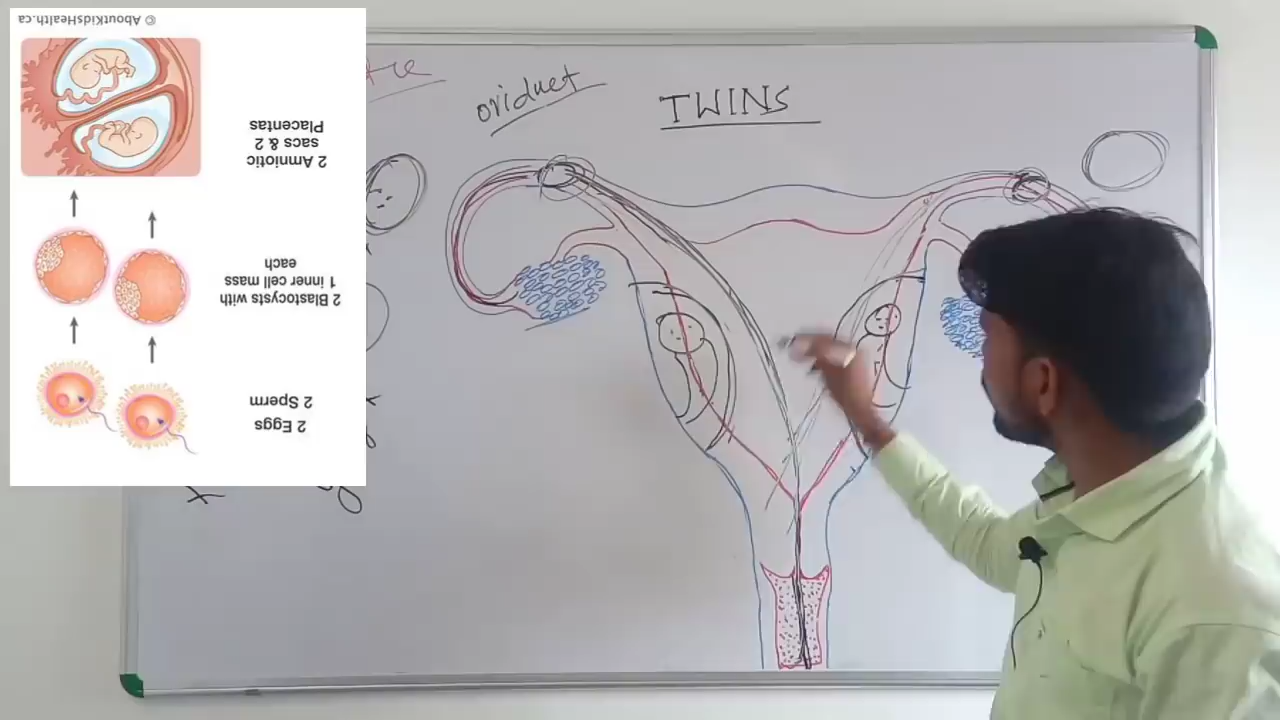 © AboutKidsHealth.ca
2 Amniotic
sacs & 2
Placentas
2 Blastocysts with
1 inner cell mass
each
2 Eggs
2 Sperm
oviduct
TWINS